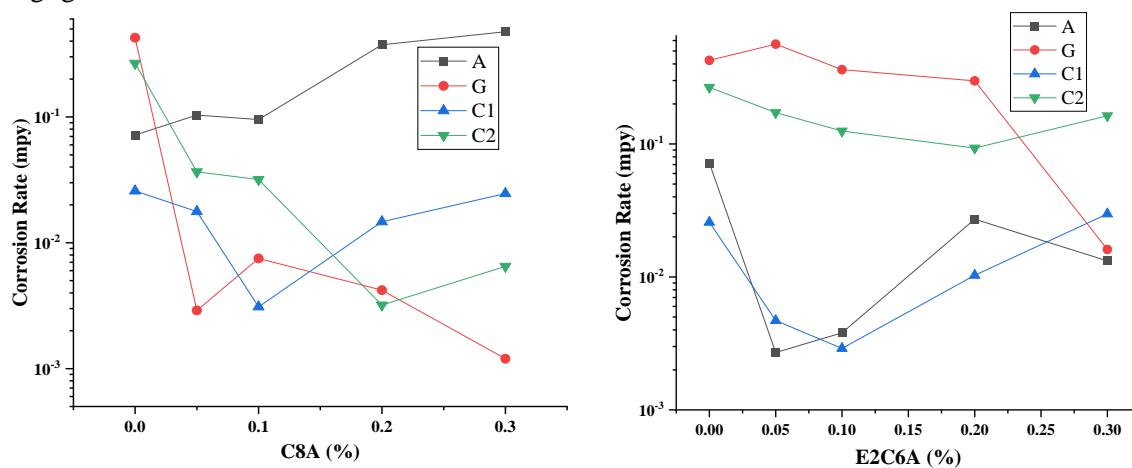 A
G
C1
C2
10^-1
10^-2
10^-3
Corrosion Rate (mpy)
0.0
0.1
0.2
0.3
C8A (%)
A
G
C1
C2
10^-1
10^-2
10^-3
Corrosion Rate (mpy)
0.00
0.05
0.10
0.15
0.20
0.25
0.30
E2C6A (%)